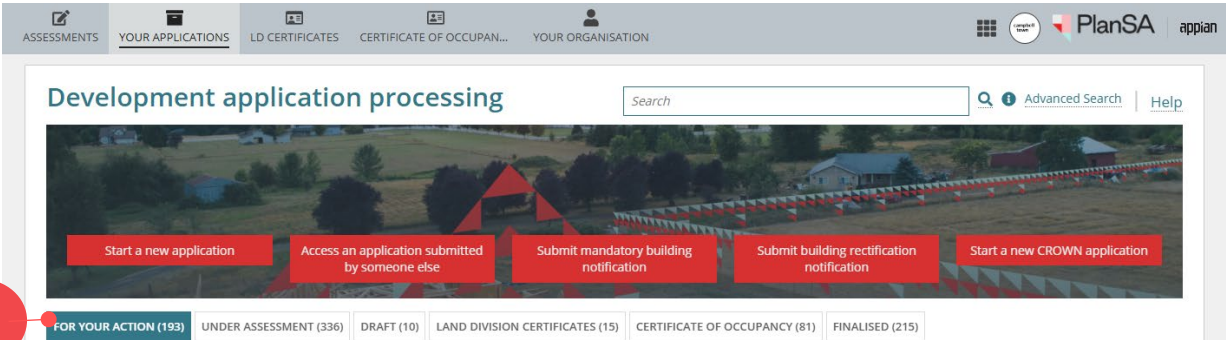 ASSESSMENTS
YOUR APPLICATIONS
LD CERTIFICATES
CERTIFICATE OF OCCUPAN...
YOUR ORGANISATION
campbell
town
PlanSA
appian
Development application processing
Search
Advanced Search
Help
Start a new application
Access an application submitted
by someone else
Submit mandatory building
notification
Submit building rectification
notification
Start a new CROWN application
FOR YOUR ACTION (193)
UNDER ASSESSMENT (336)
DRAFT (10)
LAND DIVISION CERTIFICATES (15)
CERTIFICATE OF OCCUPANCY (81)
FINALISED (215)